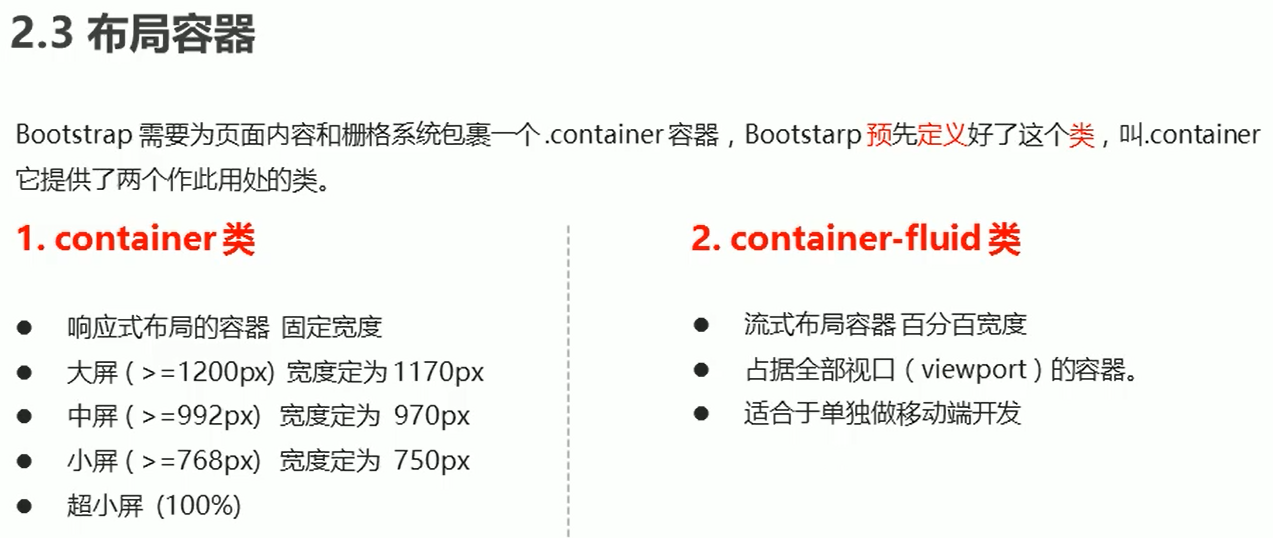 2.3 布局容器
Bootstrap 需要为页面内容和栅格系统包裹一个 .container 容器，Bootstarp 预先定义好了这个类，叫.container
它提供了两个作此用处的类。
1. container 类
● 响应式布局的容器 固定宽度
● 大屏 ( >=1200px) 宽度定为 1170px
● 中屏 ( >=992px) 宽度定为 970px
● 小屏 ( >=768px) 宽度定为 750px
● 超小屏 (100%)
2. container-fluid 类
● 流式布局容器 百分百宽度
● 占据全部视口（viewport）的容器。
● 适合于单独做移动端开发